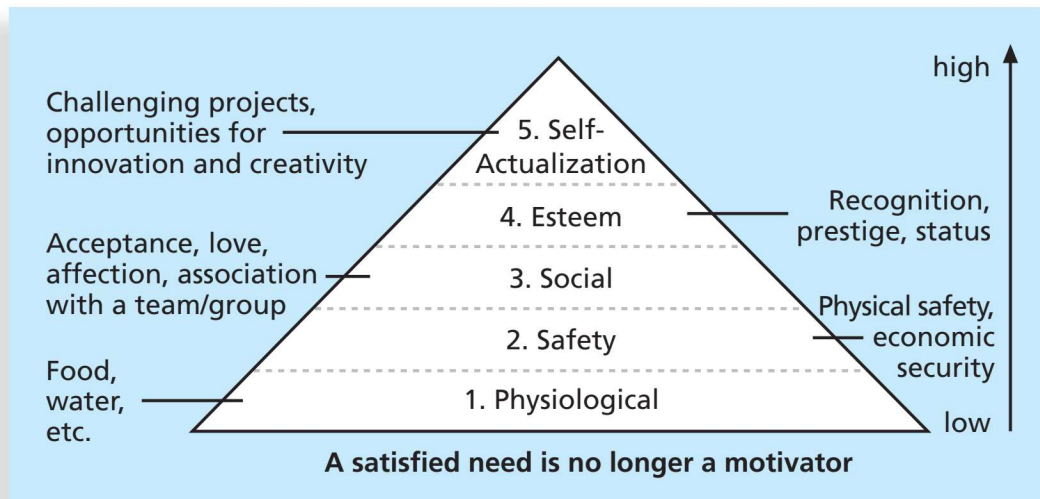 high
Challenging projects,
opportunities for
innovation and creativity
5. Self-
Actualization
4. Esteem
Recognition,
prestige, status
Acceptance, love,
affection, association
with a team/group
3. Social
2. Safety
Physical safety,
economic
security
Food,
water,
etc.
1. Physiological
low
A satisfied need is no longer a motivator